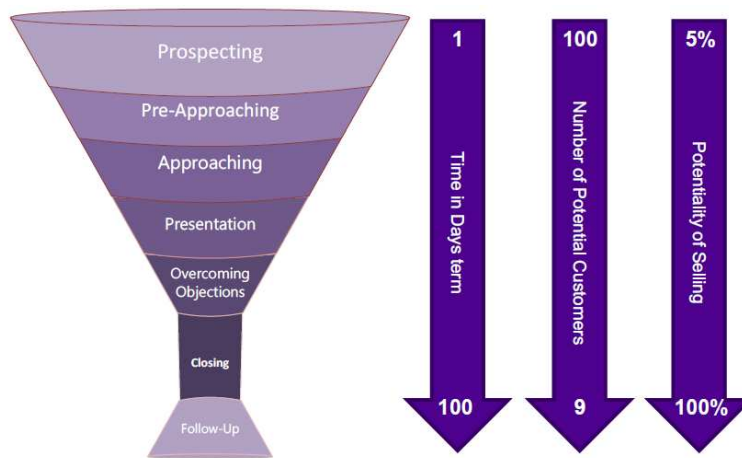 Prospecting
Pre-Approaching
Approaching
Presentation
Overcoming
Objections
Closing
Follow-Up
1
Time in Days term
100
100
Number of Potential Customers
9
5%
Potentiality of Selling
100%